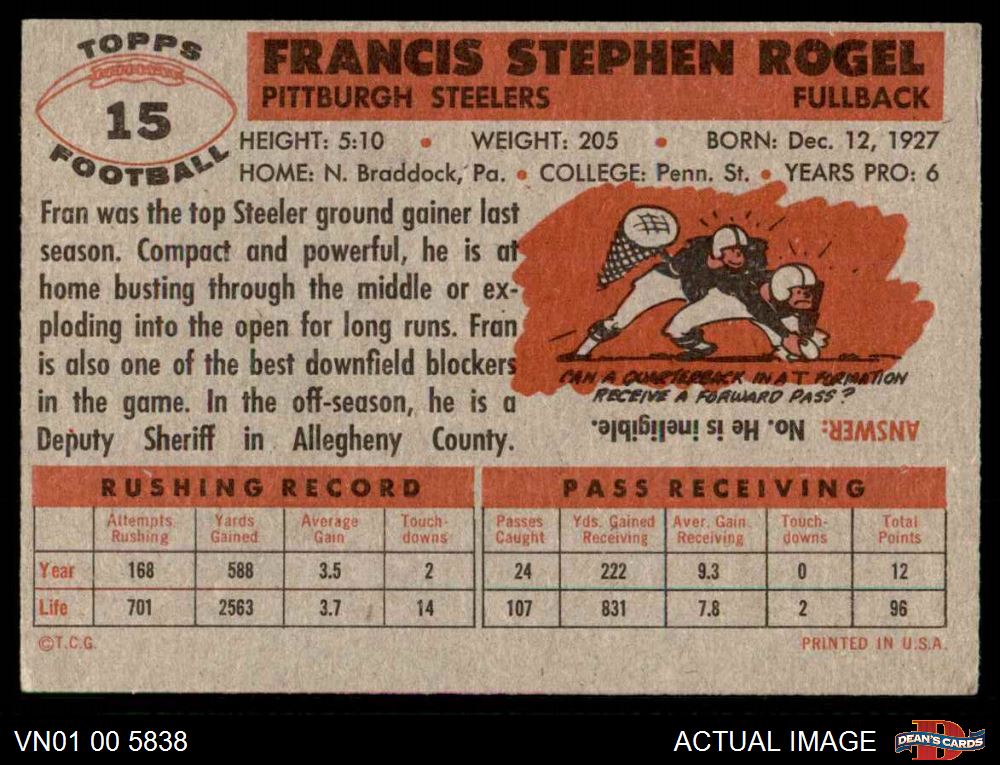 TOPPS
15
FOOTBALL
FRANCIS STEPHEN ROGEL
PITTBURGH STEELERS FULLBACK
HEIGHT: 5:10 • WEIGHT: 205 • BORN: Dec. 12, 1927
HOME: N. Braddock, Pa. • COLLEGE: Penn. St. • YEARS PRO: 6
Fran was the top Steeler ground gainer last
season. Compact and powerful, he is at
home busting through the middle or ex-
ploding into the open for long runs. Fran
is also one of the best downfield blockers
in the game. In the off-season, he is a
Deputy Sheriff in Allegheny County.
CAN A QUARTERBACK IN A T FORMATION
RECEIVE A FORWARD PASS?
ANSWER: No. He is ineligible.
RUSHING RECORD PASS RECEIVING
Attempts Rushing Yards Gained Average Gain Touch-downs Passes Caught Yds. Gained Receiving Aver. Gain Receiving Touch-downs Total Points
Year 168 588 3.5 2 24 222 9.3 0 12
Life 701 2563 3.7 14 107 831 7.8 2 96
©T.C.G. PRINTED IN U.S.A.
VN01 00 5838 ACTUAL IMAGE DEAN'S CARDS